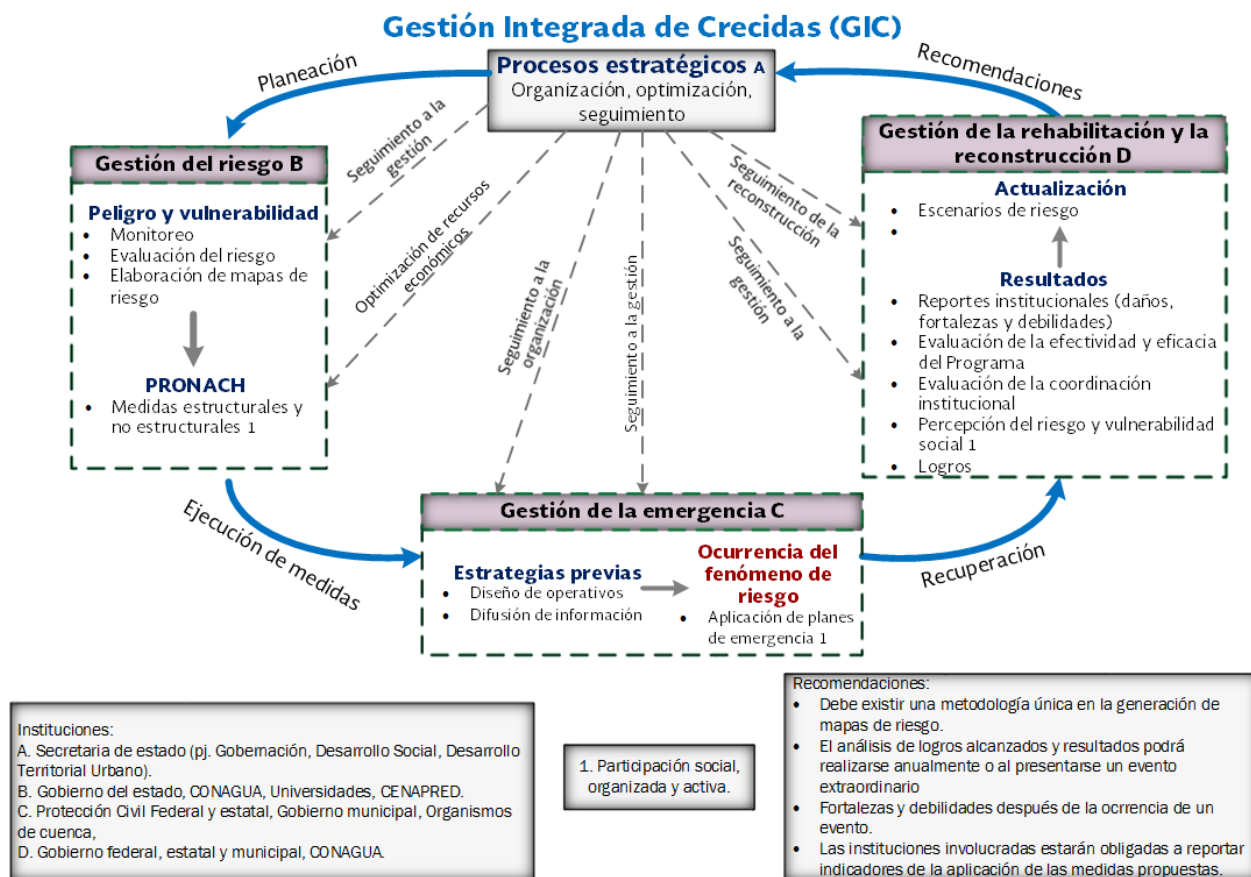 Gestión Integrada de Crecidas (GIC)
Planeación
Procesos estratégicos A
Organización, optimización,
seguimiento
Recomendaciones
Seguimiento a la
gestión
Optimización de recursos
económicos
Seguimiento a la
organización
Seguimiento a la gestión
Seguimiento a la
gestión
Seguimiento de la
reconstrucción
Gestión del riesgo B
Peligro y vulnerabilidad
• Monitoreo
• Evaluación del riesgo
• Elaboración de mapas de
riesgo
PRONACH
• Medidas estructurales y
no estructurales 1
Ejecución de medidas
Gestión de la emergencia C
Estrategias previas
• Diseño de operativos
• Difusión de información
Ocurrencia del
fenómeno de
riesgo
• Aplicación de planes
de emergencia 1
Recuperación
Gestión de la rehabilitación y la
reconstrucción D
Actualización
• Escenarios de riesgo
•
Resultados
• Reportes institucionales (daños,
fortalezas y debilidades)
• Evaluación de la efectividad y eficacia
del Programa
• Evaluación de la coordinación
institucional
• Percepción del riesgo y vulnerabilidad
social 1
• Logros
Instituciones:
A. Secretaria de estado (pj. Gobernación, Desarrollo Social, Desarrollo
Territorial Urbano).
B. Gobierno del estado, CONAGUA, Universidades, CENAPRED.
C. Protección Civil Federal y estatal, Gobierno municipal, Organismos
de cuenca,
D. Gobierno federal, estatal y municipal, CONAGUA.
1. Participación social,
organizada y activa.
Recomendaciones:
• Debe existir una metodología única en la generación de
mapas de riesgo.
• El análisis de logros alcanzados y resultados podrá
realizarse anualmente o al presentarse un evento
extraordinario
• Fortalezas y debilidades después de la ocrrencia de un
evento.
• Las instituciones involucradas estarán obligadas a reportar
indicadores de la aplicación de las medidas propuestas.